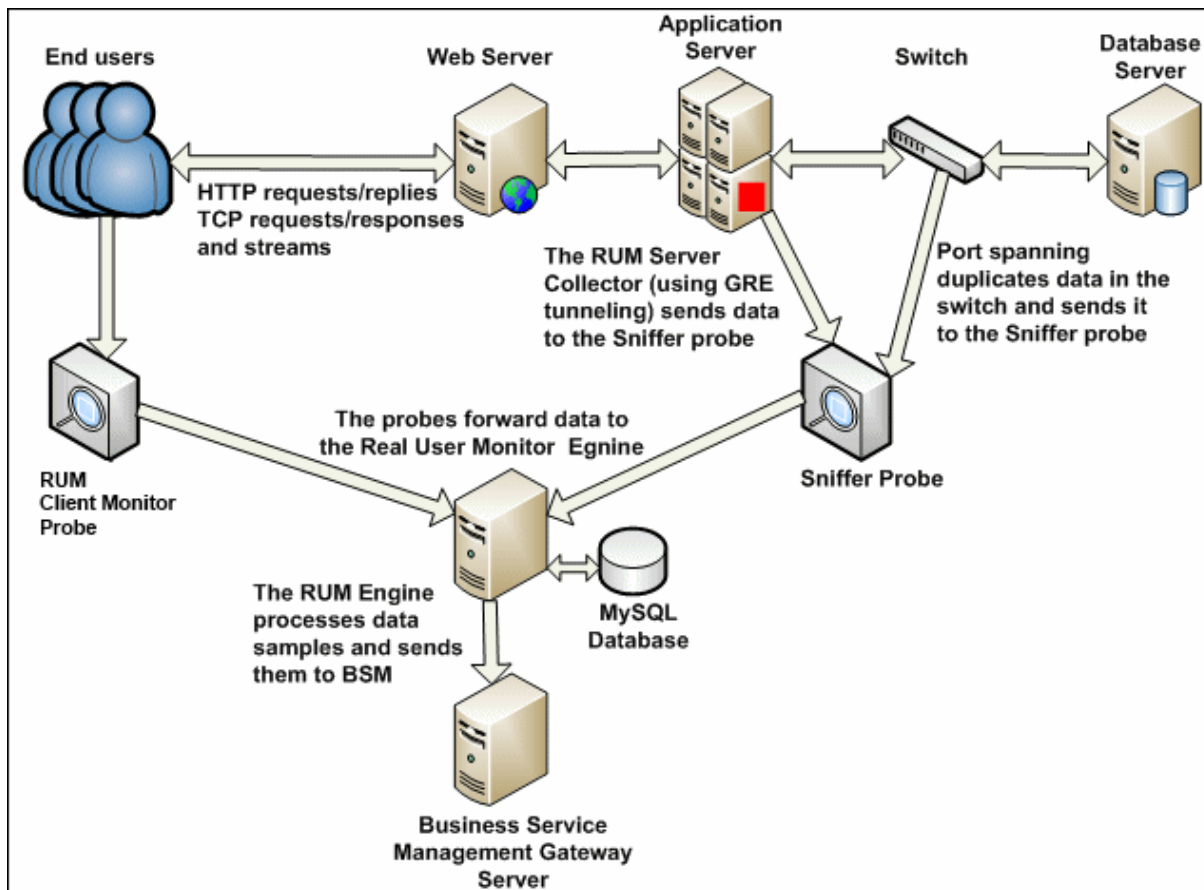 End users
Web Server
Application
Server
Switch
Database
Server
HTTP requests/replies
TCP requests/responses
and streams
The RUM Server
Collector (using GRE
tunneling) sends data
to the Sniffer probe
Port spanning
duplicates data in the
switch and sends it
to the Sniffer probe
The probes forward data to
the Real User Monitor Egnine
RUM
Client Monitor
Probe
Sniffer Probe
The RUM Engine
processes data
samples and sends
them to BSM
MySQL
Database
Business Service
Management Gateway
Server